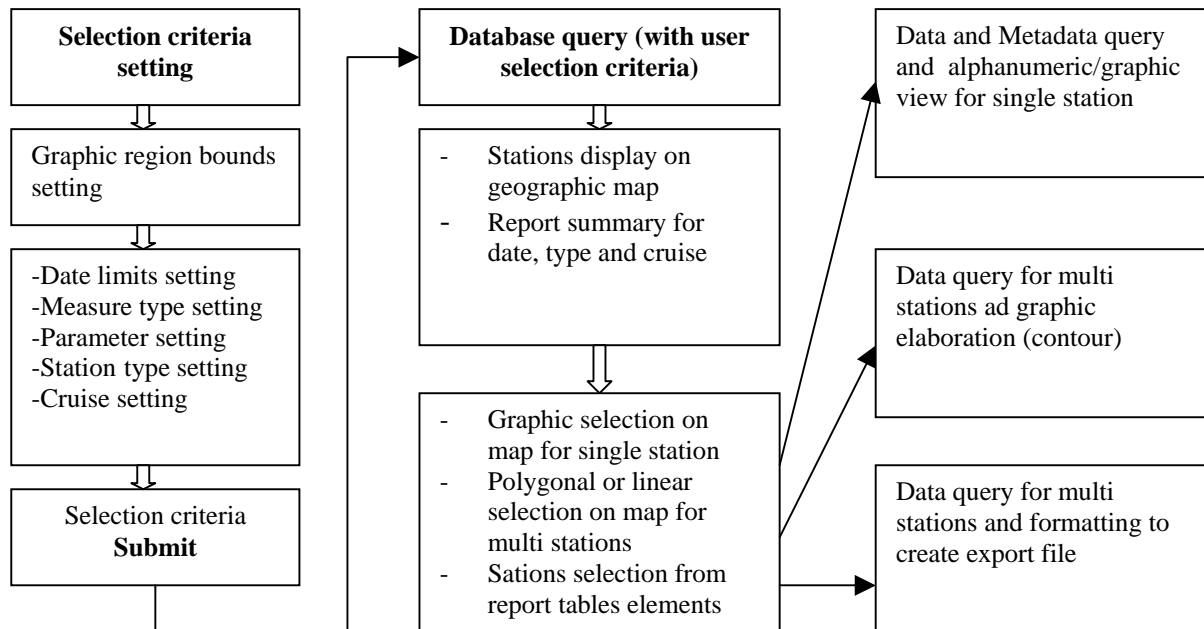 Selection criteria
setting
Graphic region bounds
setting
-Date limits setting
-Measure type setting
-Parameter setting
-Station type setting
-Cruise setting
Selection criteria
Submit
Database query (with user
selection criteria)
- Stations display on
geographic map
- Report summary for
date, type and cruise
- Graphic selection on
map for single station
- Polygonal or linear
selection on map for
multi stations
- Sations selection from
report tables elements
Data and Metadata query
and alphanumeric/graphic
view for single station
Data query for multi
stations ad graphic
elaboration (contour)
Data query for multi
stations and formatting to
create export file